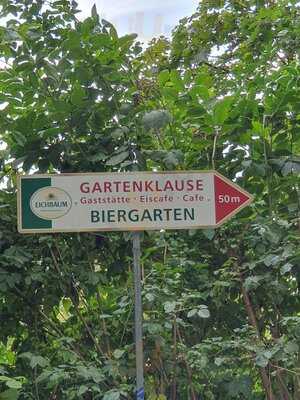 EICHBAUM
GARTENKLAUSE
„Gaststätte · Eiscafe · Cafe„
BIERGARTEN
50m